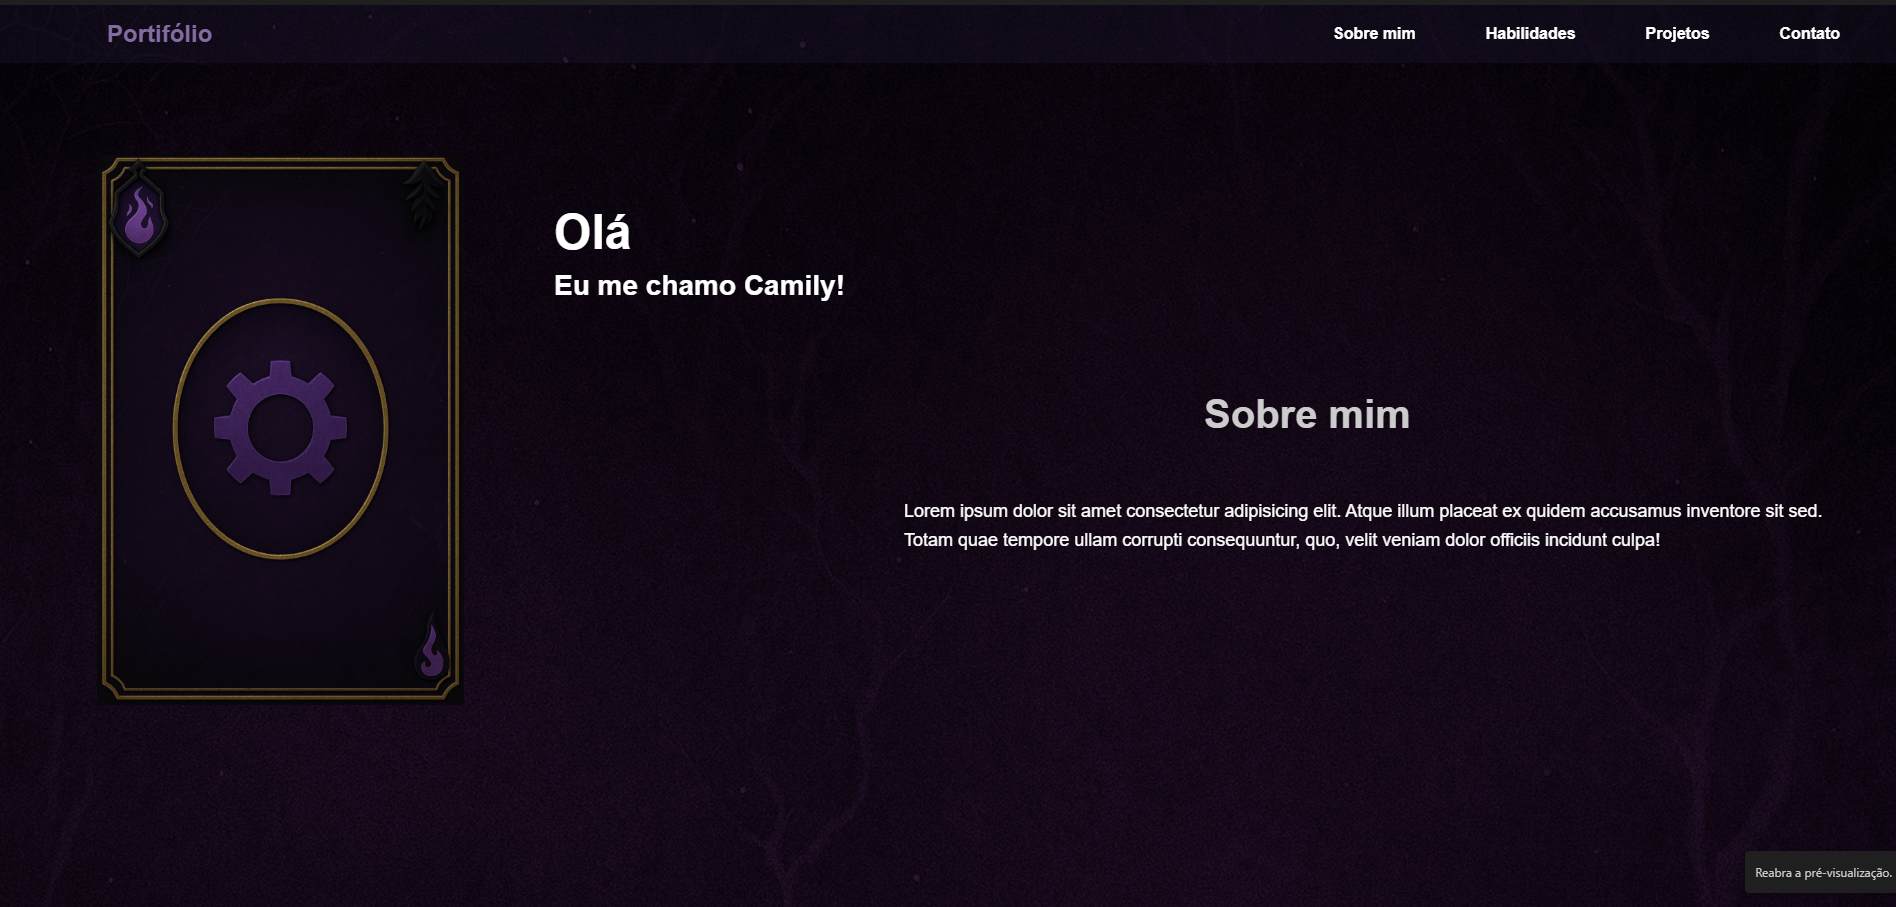 Portifólio
Sobre mim
Habilidades
Projetos
Contato
Olá
Eu me chamo Camily!
Sobre mim
Lorem ipsum dolor sit amet consectetur adipisicing elit. Atque illum placeat ex quidem accusamus inventore sit sed.
Totam quae tempore ullam corrupti consequuntur, quo, velit veniam dolor officiis incidunt culpa!
Reabra a pré-visualização.